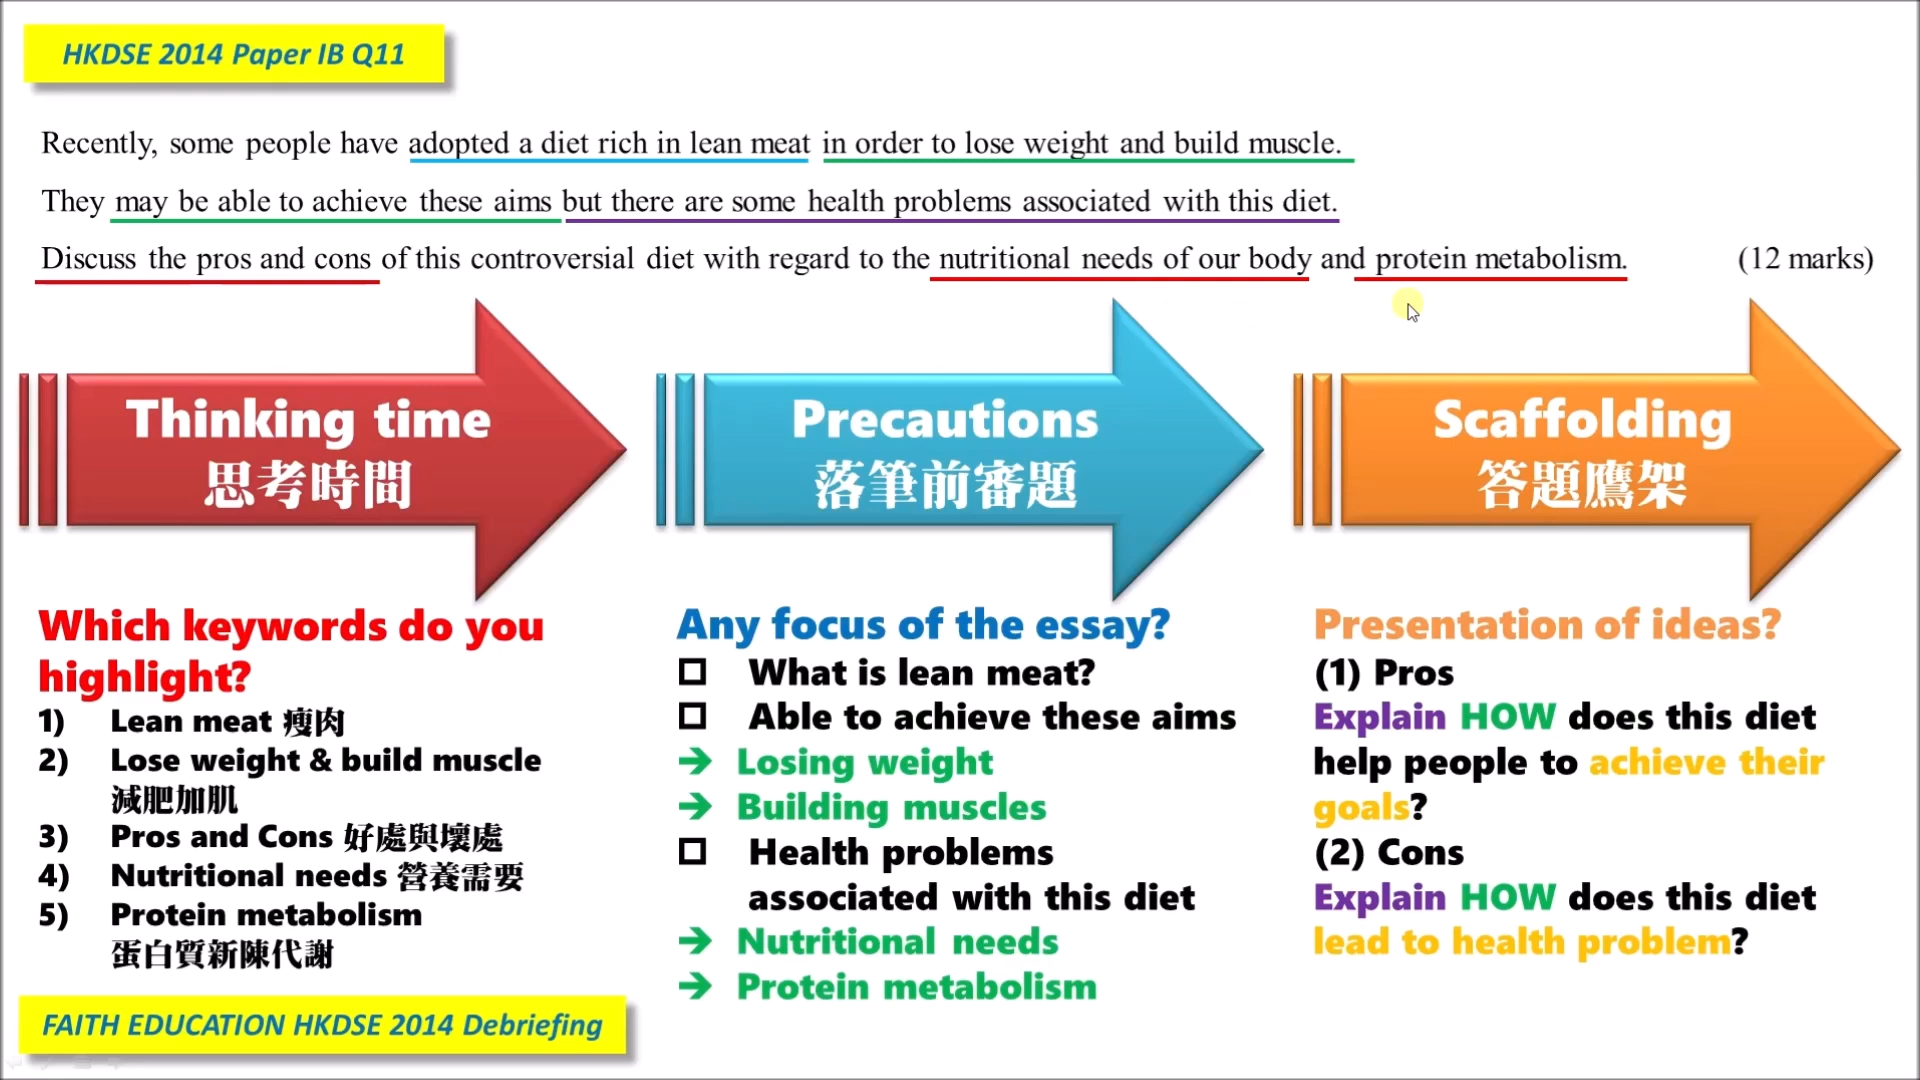 HKDSE 2014 Paper IB Q11
Recently, some people have adopted a diet rich in lean meat in order to lose weight and build muscle.
They may be able to achieve these aims but there are some health problems associated with this diet.
Discuss the pros and cons of this controversial diet with regard to the nutritional needs of our body and protein metabolism. (12 marks)
Thinking time
思考時間
Precautions
落筆前審題
Scaffolding
答題鷹架
Which keywords do you
highlight?
1) Lean meat 瘦肉
2) Lose weight & build muscle
減肥加肌
3) Pros and Cons 好處與壞處
4) Nutritional needs 營養需要
5) Protein metabolism
蛋白質新陳代謝
Any focus of the essay?
What is lean meat?
Able to achieve these aims
→ Losing weight
→ Building muscles
Health problems
associated with this diet
→ Nutritional needs
→ Protein metabolism
Presentation of ideas?
(1) Pros
Explain HOW does this diet
help people to achieve their
goals?
(2) Cons
Explain HOW does this diet
lead to health problem?
FAITH EDUCATION HKDSE 2014 Debriefing